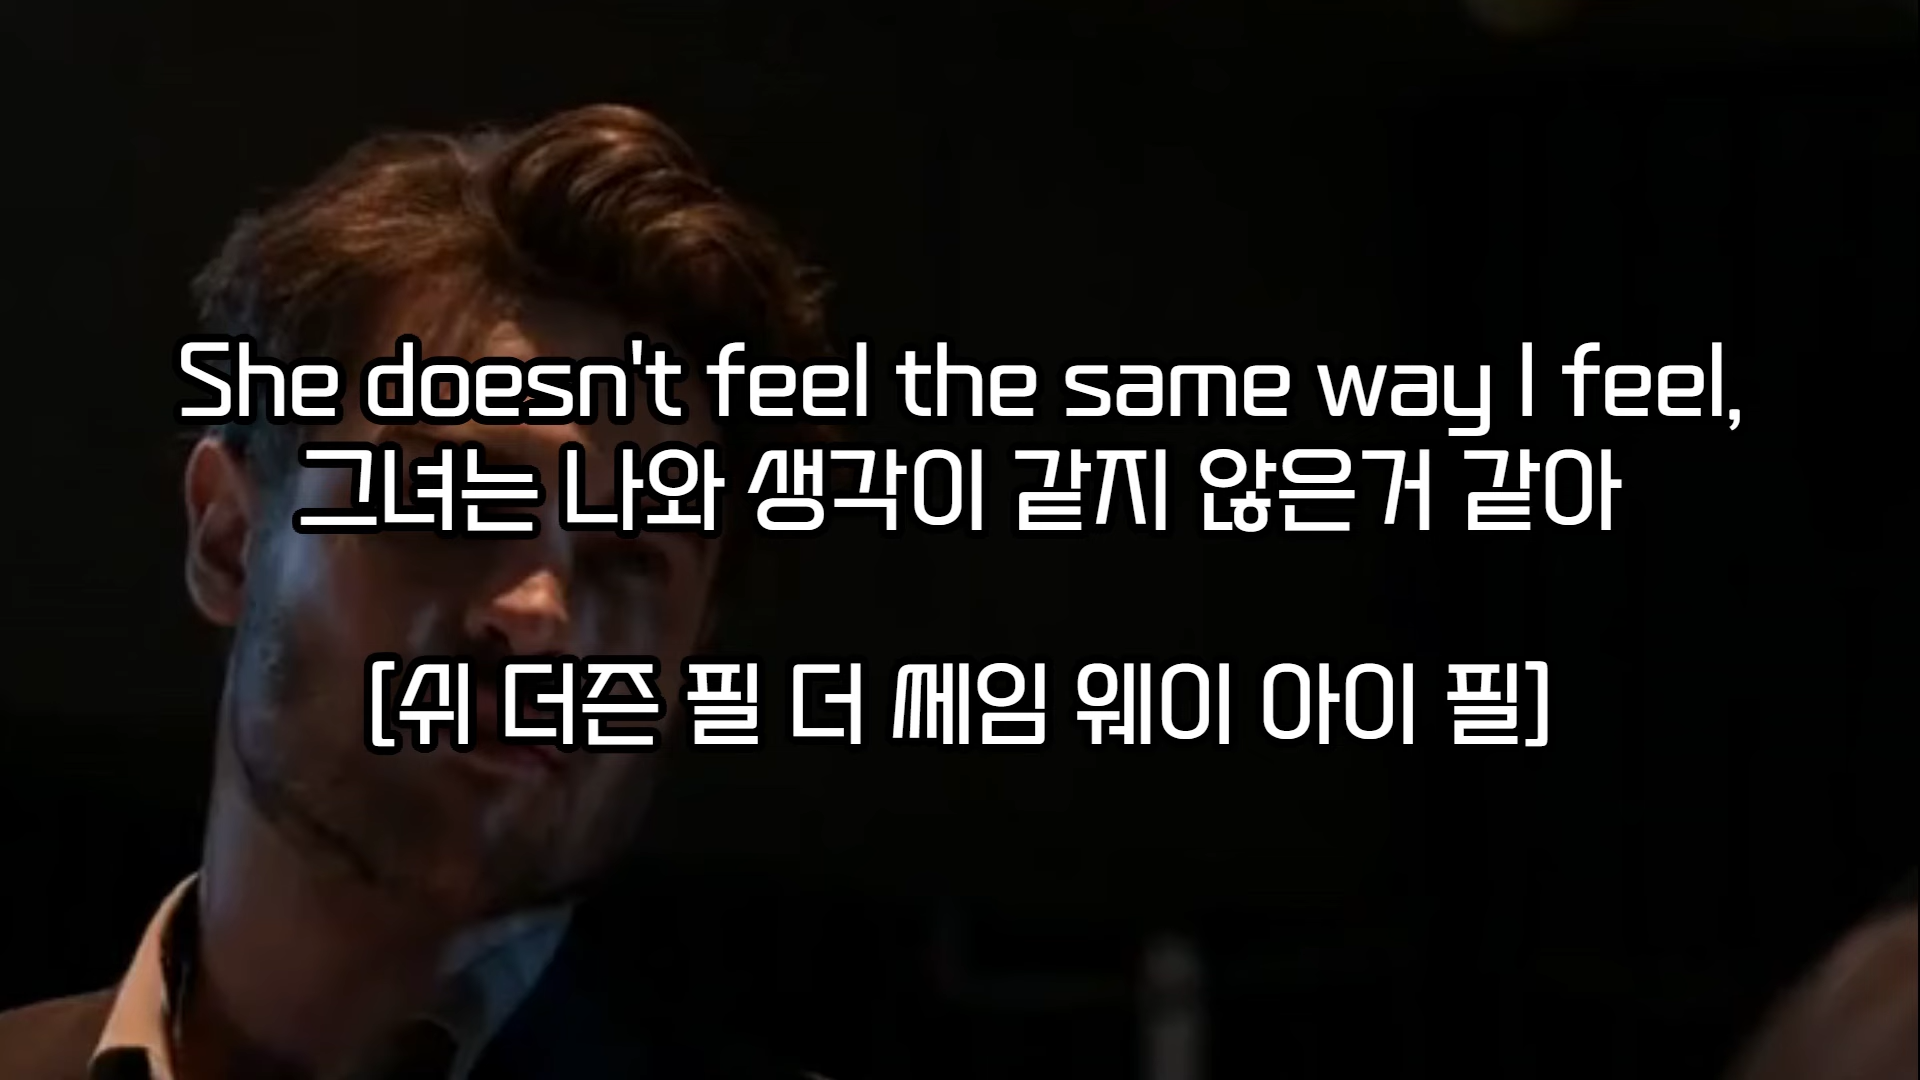 She doesn't feel the same way I feel,
그녀는 나와 생각이 같지 않은거 같아
[쉬 더즌 필 더 쎄임 웨이 아이 필]